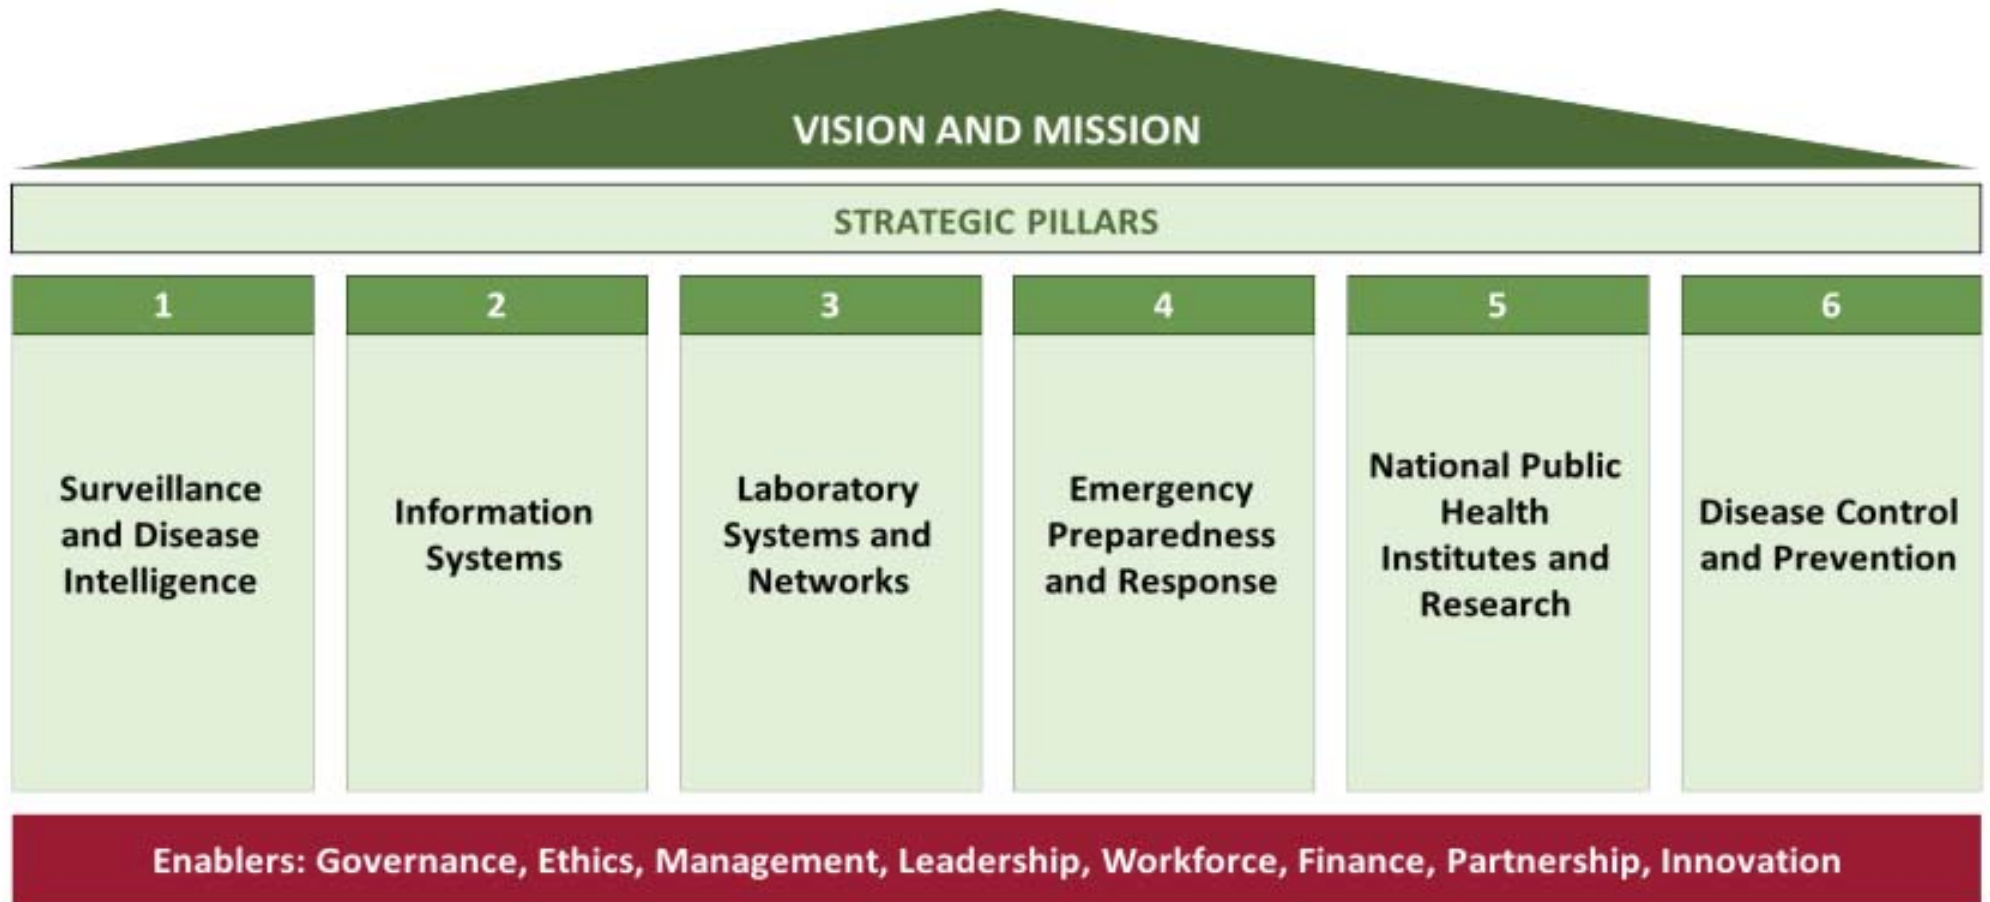 VISION AND MISSION
STRATEGIC PILLARS
1
Surveillance
and Disease
Intelligence
2
Information
Systems
3
Laboratory
Systems and
Networks
4
Emergency
Preparedness
and Response
5
National Public
Health
Institutes and
Research
6
Disease Control
and Prevention
Enablers: Governance, Ethics, Management, Leadership, Workforce, Finance, Partnership, Innovation